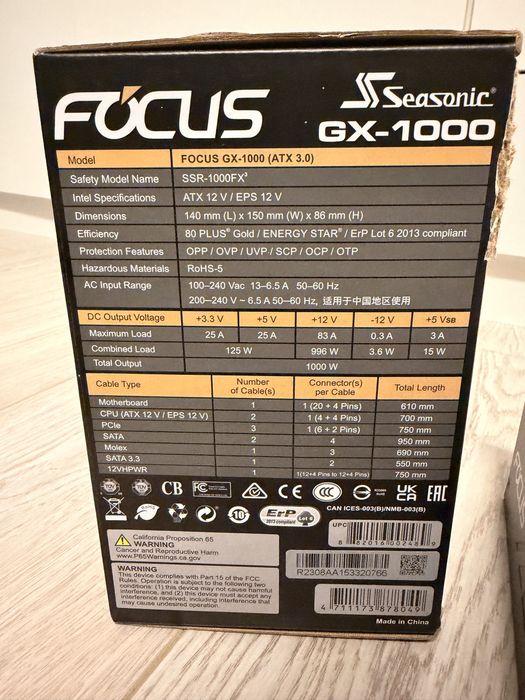 FOCUS
Seasonic
GX-1000
Model FOCUS GX-1000 (ATX 3.0)
Safety Model Name SSR-1000FX³
Intel Specifications ATX 12 V / EPS 12 V
Dimensions 140 mm (L) x 150 mm (W) x 86 mm (H)
Efficiency 80 PLUS® Gold / ENERGY STAR® / ErP Lot 6 2013 compliant
Protection Features OPP / OVP / UVP / SCP / OCP / OTP
Hazardous Materials RoHS-5
AC Input Range 100–240 Vac 13–6.5 A 50–60 Hz
200–240 V ~ 6.5 A 50–60 Hz, 适用于中国地区使用
DC Output Voltage +3.3 V +5 V +12 V -12 V +5 VSB
Maximum Load 25 A 25 A 83 A 0.3 A 3 A
Combined Load 125 W 996 W 3.6 W 15 W
Total Output 1000 W
Cable Type Number of Cable(s) Connector(s) per Cable Total Length
Motherboard 1 1 (20 + 4 Pins) 610 mm
CPU (ATX 12 V / EPS 12 V) 2 1 (4 + 4 Pins) 700 mm
PCIe 3 1 (6 + 2 Pins) 750 mm
SATA 2 4 950 mm
Molex 1 3 690 mm
SATA 3.3 1 2 550 mm
12VHPWR 1 1(12+4 Pins to 12+4 Pins) 750 mm
CB FC CE CCC UK CA EAC
10 ErP 2013 compliant Lot 6
CAN ICES-003(B)/NMB-003(B)
California Proposition 65
WARNING
Cancer and Reproductive Harm
www.P65Warnings.ca.gov
UPC
8 82016 00248 9
WARNING
This device complies with Part 15 of the FCC
Rules. Operation is subject to the following two
conditions: (1) this device may not cause harmful
interference, and (2) this device must accept any
interference received, including interference that
may cause undesired operation.
R2308AA153320766
4 711173 878049
Made in China